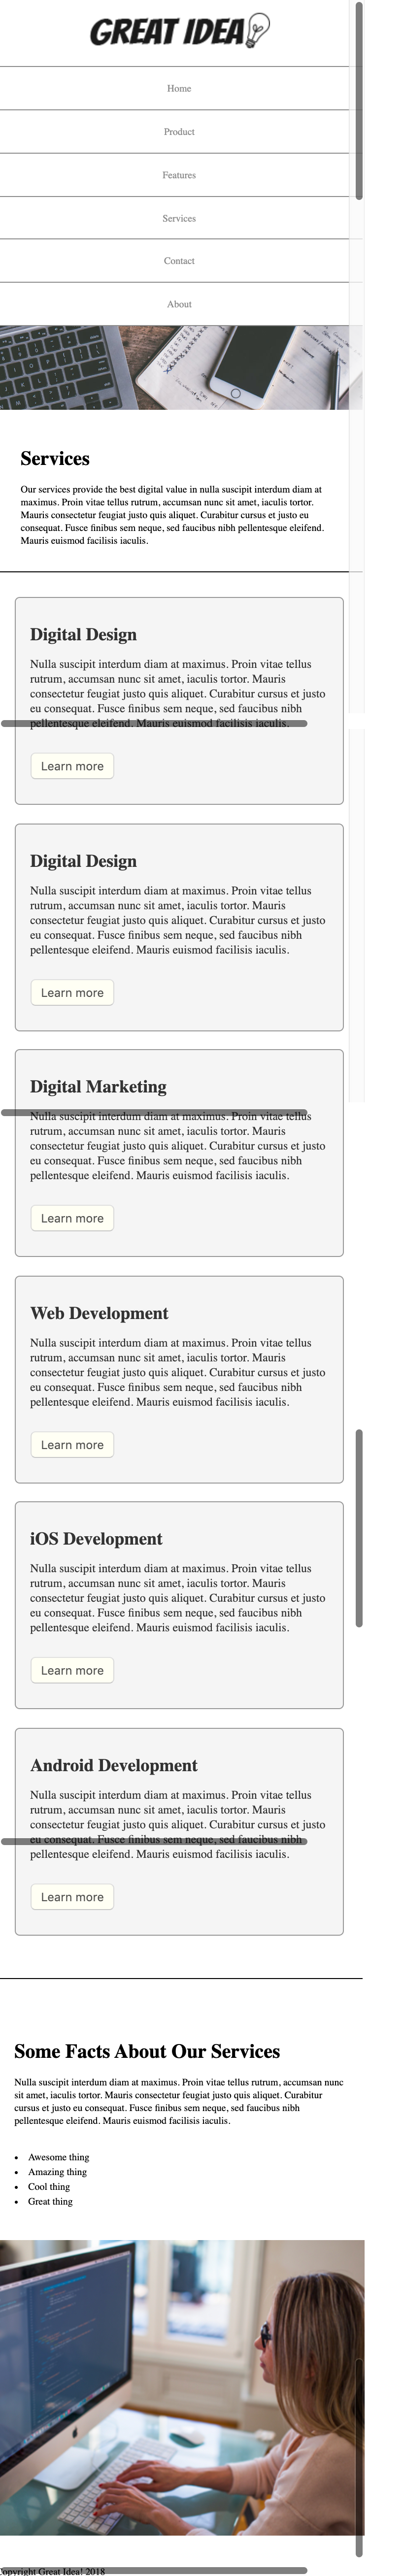 GREAT IDEA
Home
Product
Features
Services
Contact
About
Services
Our services provide the best digital value in nulla suscipit interdum diam at
maximus. Proin vitae tellus rutrum, accumsan nunc sit amet, iaculis tortor.
Mauris consectetur feugiat justo quis aliquet. Curabitur cursus et justo eu
consequat. Fusce finibus sem neque, sed faucibus nibh pellentesque eleifend.
Mauris euismod facilisis iaculis.
Digital Design
Nulla suscipit interdum diam at maximus. Proin vitae tellus
rutrum, accumsan nunc sit amet, iaculis tortor. Mauris
consectetur feugiat justo quis aliquet. Curabitur cursus et justo
eu consequat. Fusce finibus sem neque, sed faucibus nibh
pellentesque eleifend. Mauris euismod facilisis iaculis.
Learn more
Digital Design
Nulla suscipit interdum diam at maximus. Proin vitae tellus
rutrum, accumsan nunc sit amet, iaculis tortor. Mauris
consectetur feugiat justo quis aliquet. Curabitur cursus et justo
eu consequat. Fusce finibus sem neque, sed faucibus nibh
pellentesque eleifend. Mauris euismod facilisis iaculis.
Learn more
Digital Marketing
Nulla suscipit interdum diam at maximus. Proin vitae tellus
rutrum, accumsan nunc sit amet, iaculis tortor. Mauris
consectetur feugiat justo quis aliquet. Curabitur cursus et justo
eu consequat. Fusce finibus sem neque, sed faucibus nibh
pellentesque eleifend. Mauris euismod facilisis iaculis.
Learn more
Web Development
Nulla suscipit interdum diam at maximus. Proin vitae tellus
rutrum, accumsan nunc sit amet, iaculis tortor. Mauris
consectetur feugiat justo quis aliquet. Curabitur cursus et justo
eu consequat. Fusce finibus sem neque, sed faucibus nibh
pellentesque eleifend. Mauris euismod facilisis iaculis.
Learn more
iOS Development
Nulla suscipit interdum diam at maximus. Proin vitae tellus
rutrum, accumsan nunc sit amet, iaculis tortor. Mauris
consectetur feugiat justo quis aliquet. Curabitur cursus et justo
eu consequat. Fusce finibus sem neque, sed faucibus nibh
pellentesque eleifend. Mauris euismod facilisis iaculis.
Learn more
Android Development
Nulla suscipit interdum diam at maximus. Proin vitae tellus
rutrum, accumsan nunc sit amet, iaculis tortor. Mauris
consectetur feugiat justo quis aliquet. Curabitur cursus et justo
eu consequat. Fusce finibus sem neque, sed faucibus nibh
pellentesque eleifend. Mauris euismod facilisis iaculis.
Learn more
Some Facts About Our Services
Nulla suscipit interdum diam at maximus. Proin vitae tellus rutrum, accumsan nunc
sit amet, iaculis tortor. Mauris consectetur feugiat justo quis aliquet. Curabitur
cursus et justo eu consequat. Fusce finibus sem neque, sed faucibus nibh
pellentesque eleifend. Mauris euismod facilisis iaculis.
• Awesome thing
• Amazing thing
• Cool thing
• Great thing
opyright Great Idea! 2018